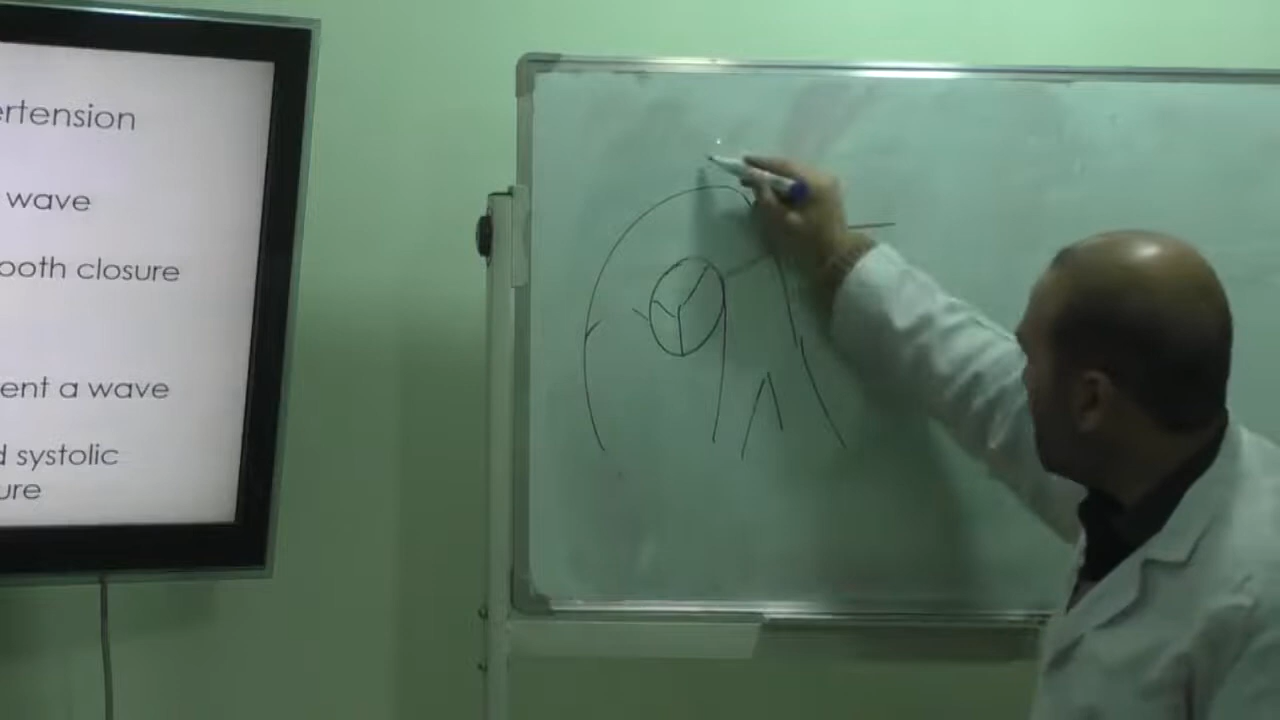 ertension
wave
ooth closure
ent a wave
d systolic
ure